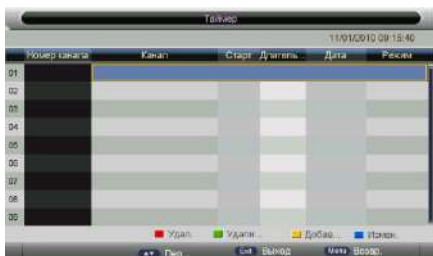 Таймер
11/01/2010 09:15:40
Номер канала Канал Старт Длитель... Дата Режим
01
02
03
04
05
06
07
08
09
Удал. Удали... Добав... Измен.
Exit Выход Menu Возвр.